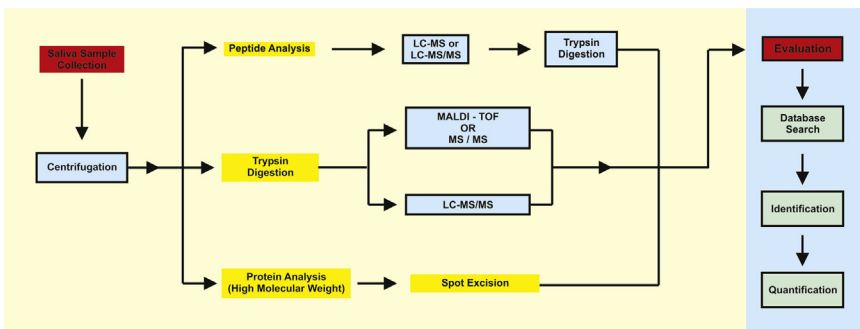 Saliva Sample
Collection
Centrifugation
Peptide Analysis
LC-MS or
LC-MS/MS
Trypsin
Digestion
Trypsin
Digestion
MALDI - TOF
OR
MS / MS
LC-MS/MS
Protein Analysis
(High Molecular Weight)
Spot Excision
Evaluation
Database
Search
Identification
Quantification